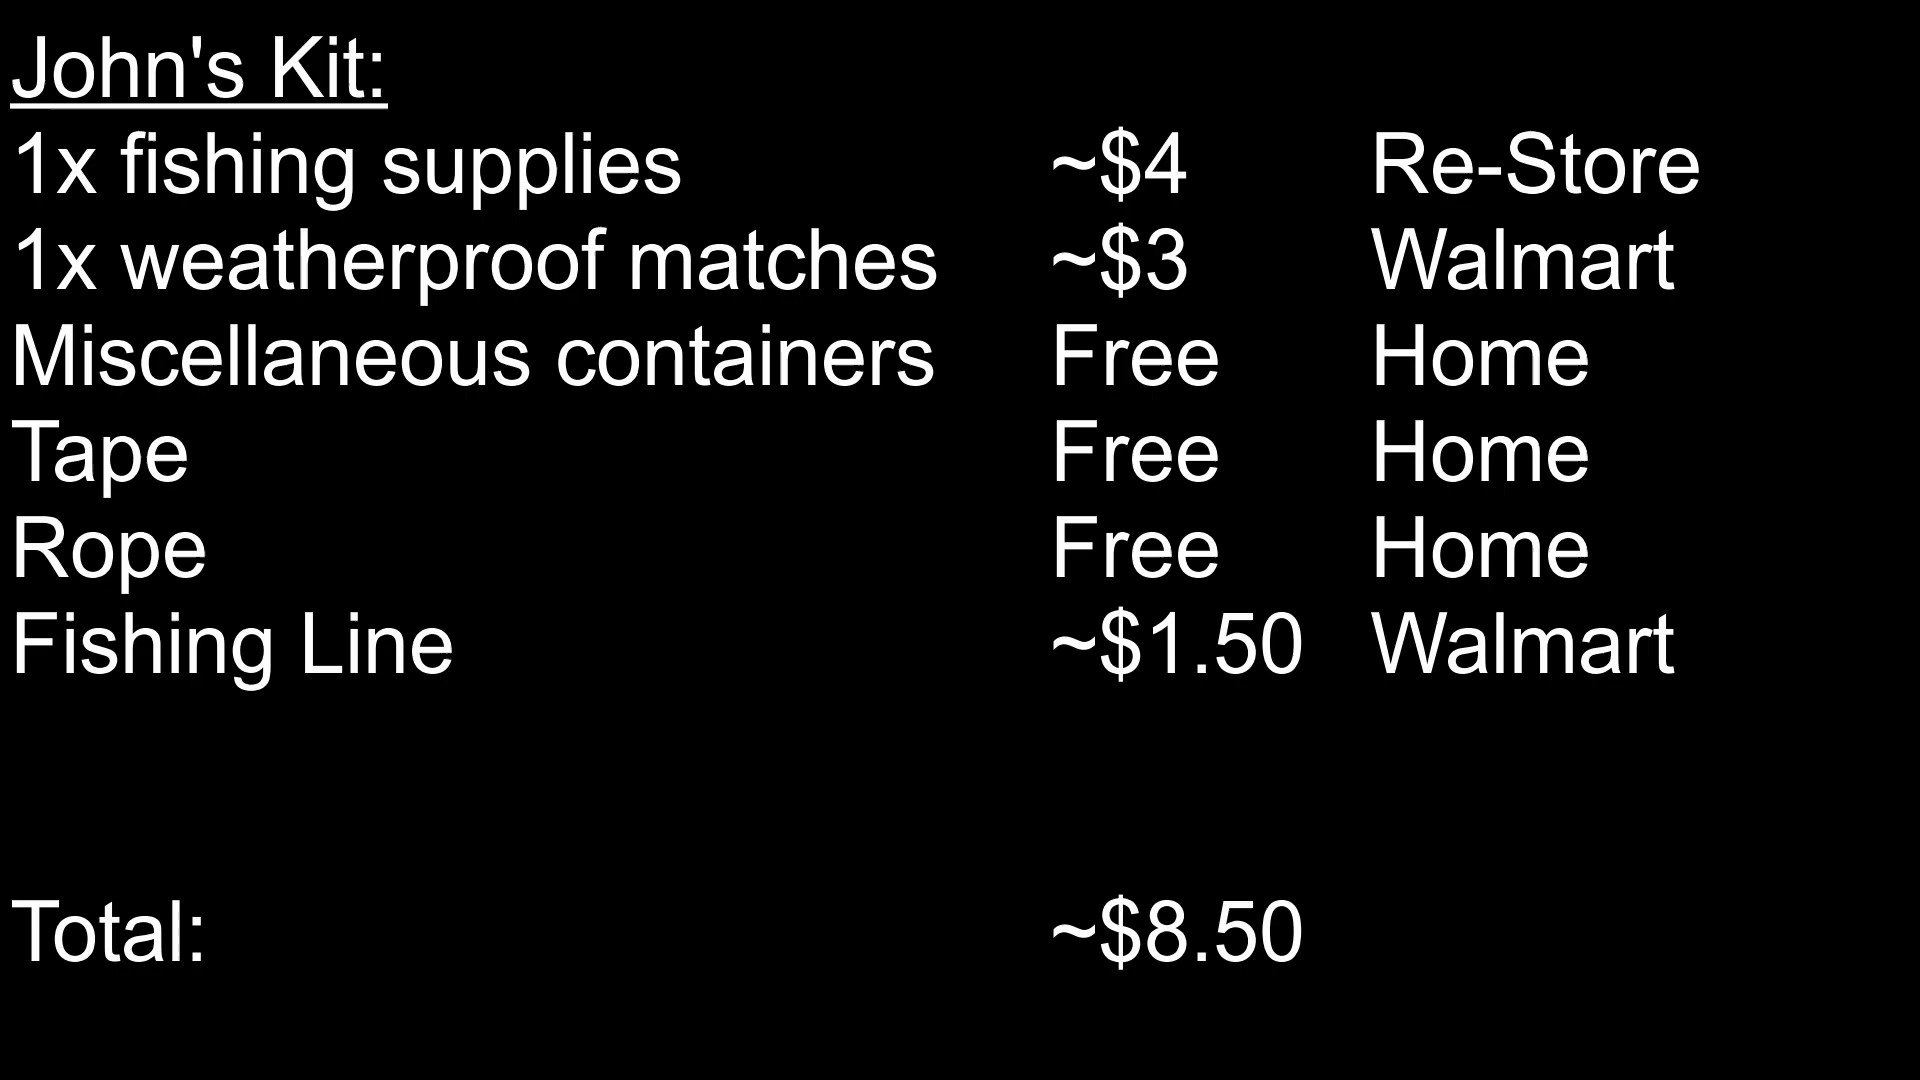 John's Kit:
1x fishing supplies ~$4 Re-Store
1x weatherproof matches ~$3 Walmart
Miscellaneous containers Free Home
Tape Free Home
Rope Free Home
Fishing Line ~$1.50 Walmart
Total: ~$8.50